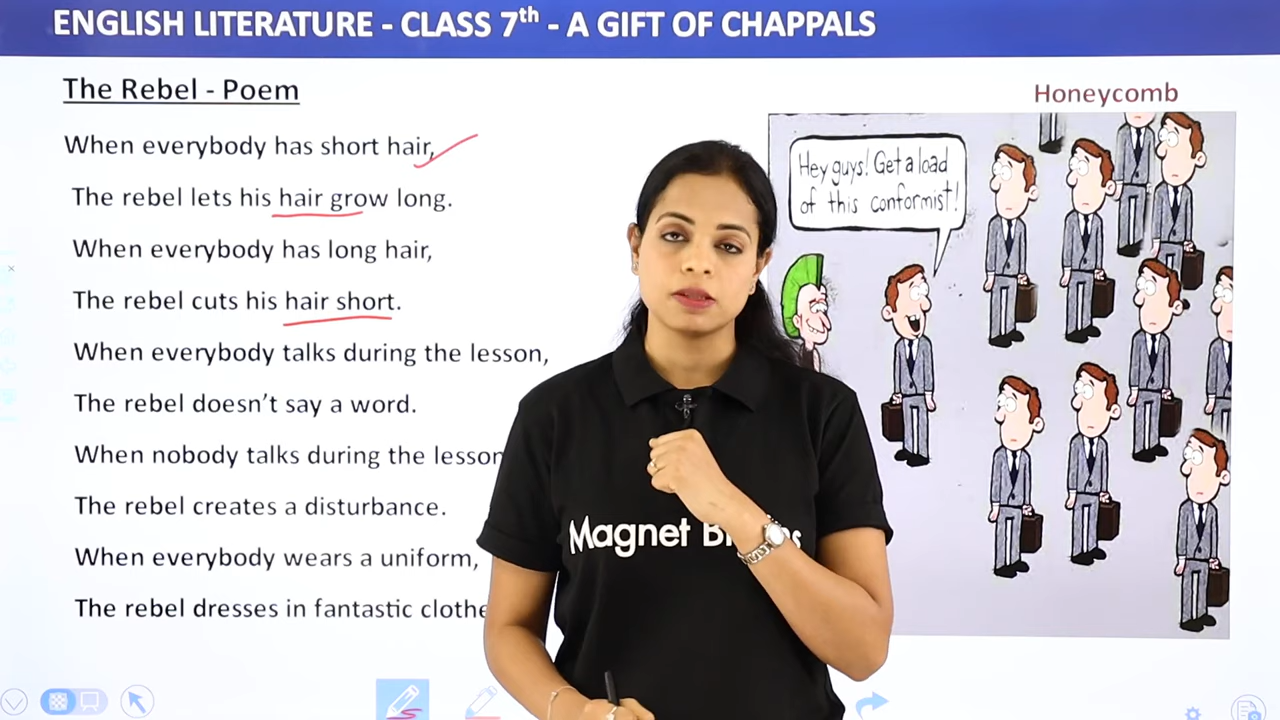 ENGLISH LITERATURE - CLASS 7th - A GIFT OF CHAPPALS
The Rebel - Poem
Honeycomb
When everybody has short hair,
The rebel lets his hair grow long.
When everybody has long hair,
The rebel cuts his hair short.
When everybody talks during the lesson,
The rebel doesn't say a word.
When nobody talks during the lesson
The rebel creates a disturbance.
When everybody wears a uniform,
The rebel dresses in fantastic clothe
Hey guys! Get a load
of this conformist!
Magnet